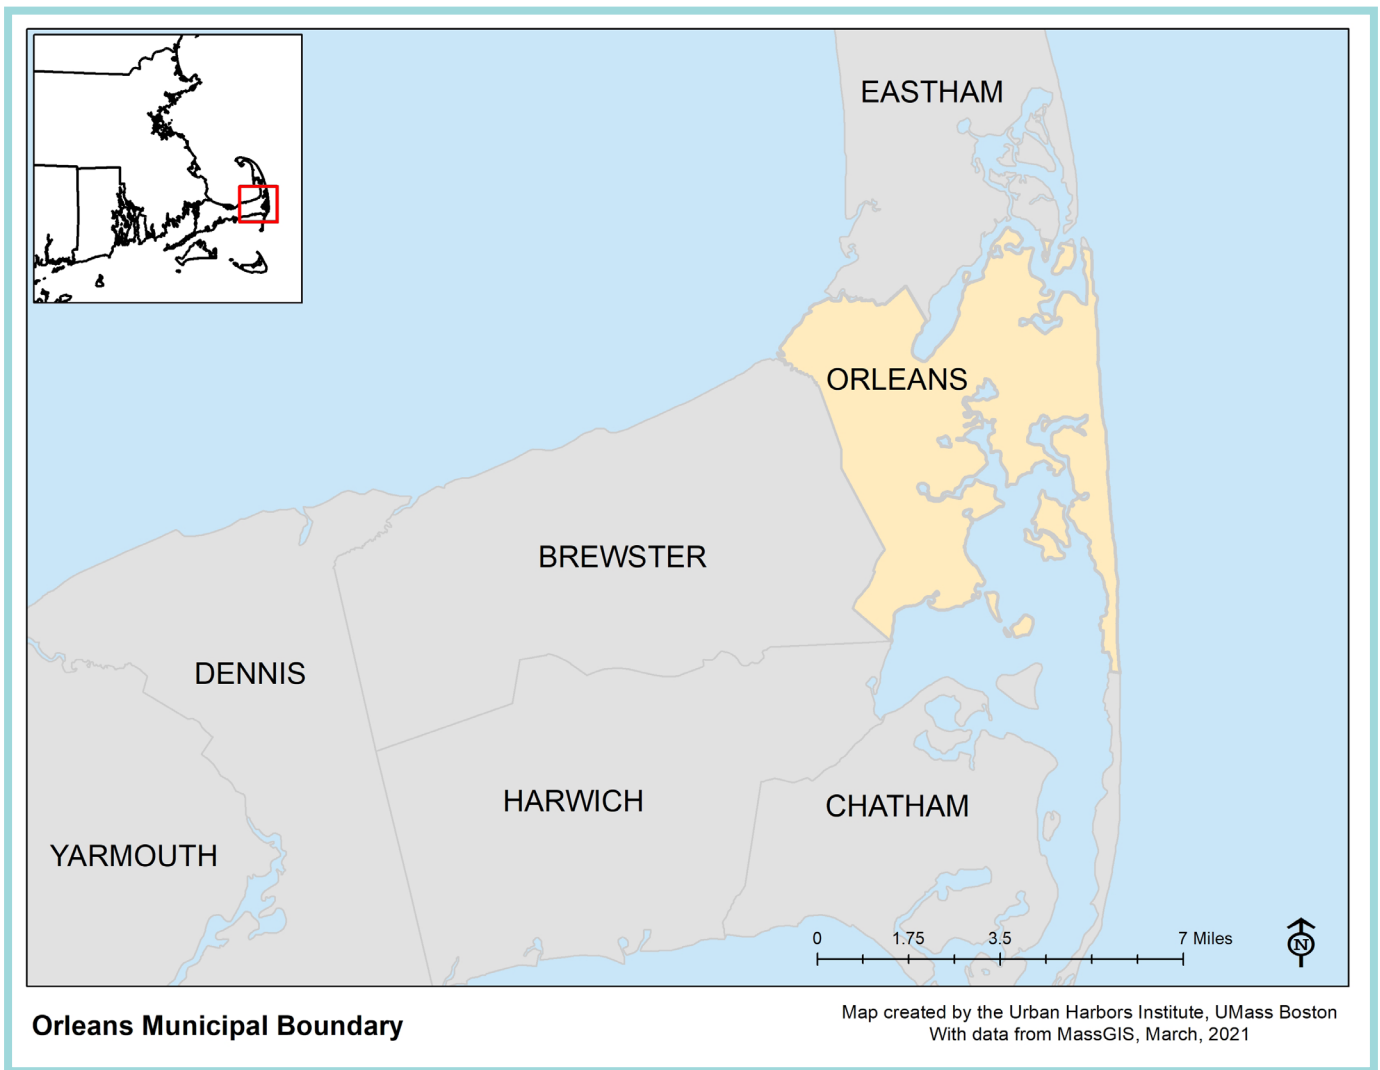 EASTHAM
ORLEANS
BREWSTER
DENNIS
HARWICH
CHATHAM
YARMOUTH
0 1.75 3.5 7 Miles
N
Orleans Municipal Boundary
Map created by the Urban Harbors Institute, UMass Boston
With data from MassGIS, March, 2021